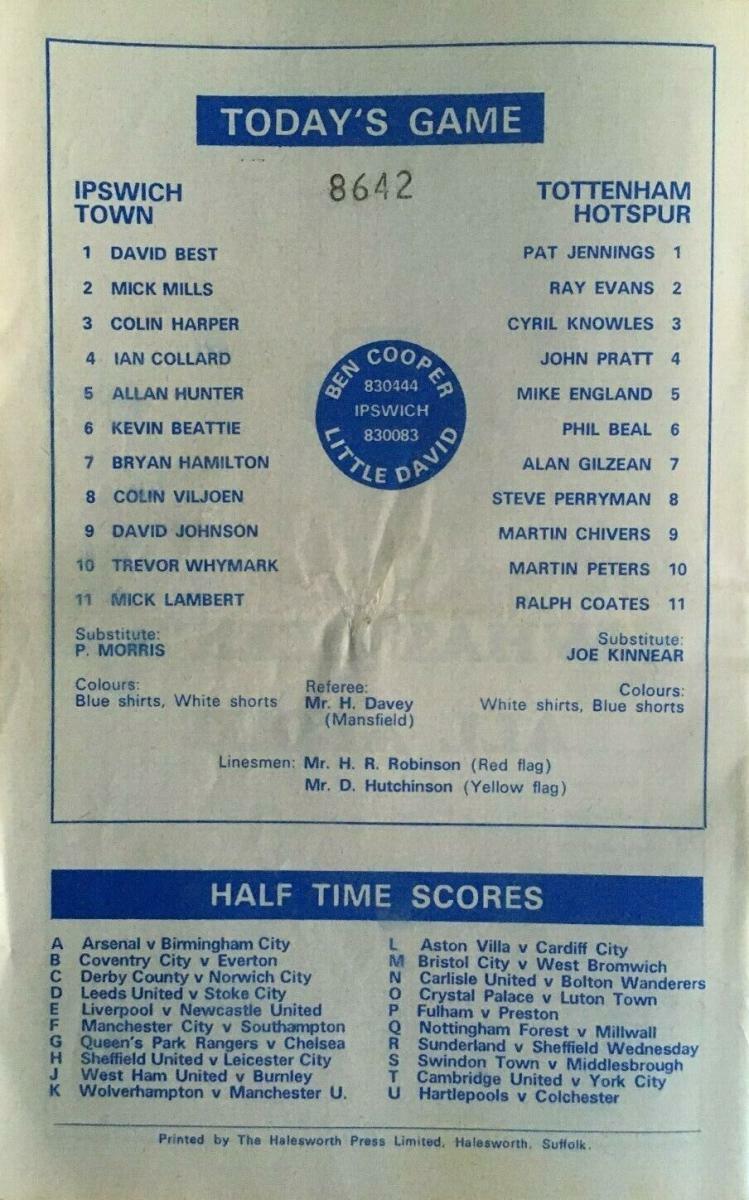 TODAY'S GAME
8642
IPSWICH TOWN
TOTTENHAM HOTSPUR
1 DAVID BEST
PAT JENNINGS 1
2 MICK MILLS
RAY EVANS 2
3 COLIN HARPER
CYRIL KNOWLES 3
4 IAN COLLARD
JOHN PRATT 4
5 ALLAN HUNTER
MIKE ENGLAND 5
6 KEVIN BEATTIE
PHIL BEAL 6
7 BRYAN HAMILTON
ALAN GILZEAN 7
8 COLIN VILJOEN
STEVE PERRYMAN 8
9 DAVID JOHNSON
MARTIN CHIVERS 9
10 TREVOR WHYMARK
MARTIN PETERS 10
11 MICK LAMBERT
RALPH COATES 11
BEN COOPER
830444
IPSWICH
830083
LITTLE DAVID
Substitute:
P. MORRIS
Substitute:
JOE KINNEAR
Colours:
Blue shirts, White shorts
Referee:
Mr. H. Davey
(Mansfield)
Colours:
White shirts, Blue shorts
Linesmen: Mr. H. R. Robinson (Red flag)
Mr. D. Hutchinson (Yellow flag)
HALF TIME SCORES
A Arsenal v Birmingham City
B Coventry City v Everton
C Derby County v Norwich City
D Leeds United v Stoke City
E Liverpool v Newcastle United
F Manchester City v Southampton
G Queen's Park Rangers v Chelsea
H Sheffield United v Leicester City
J West Ham United v Burnley
K Wolverhampton v Manchester U.
L Aston Villa v Cardiff City
M Bristol City v West Bromwich
N Carlisle United v Bolton Wanderers
O Crystal Palace v Luton Town
P Fulham v Preston
Q Nottingham Forest v Millwall
R Sunderland v Sheffield Wednesday
S Swindon Town v Middlesbrough
T Cambridge United v York City
U Hartlepools v Colchester
Printed by The Halesworth Press Limited, Halesworth, Suffolk.